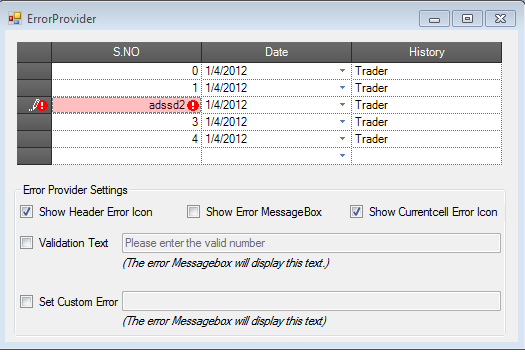 ErrorProvider
S.NO Date History
0 1/4/2012 Trader
1 1/4/2012 Trader
adssd2 1/4/2012 Trader
3 1/4/2012 Trader
4 1/4/2012 Trader
Error Provider Settings
Show Header Error Icon Show Error MessageBox Show Currentcell Error Icon
Validation Text Please enter the valid number
(The error Messagebox will display this text.)
Set Custom Error
(The error Messagebox will display this text)